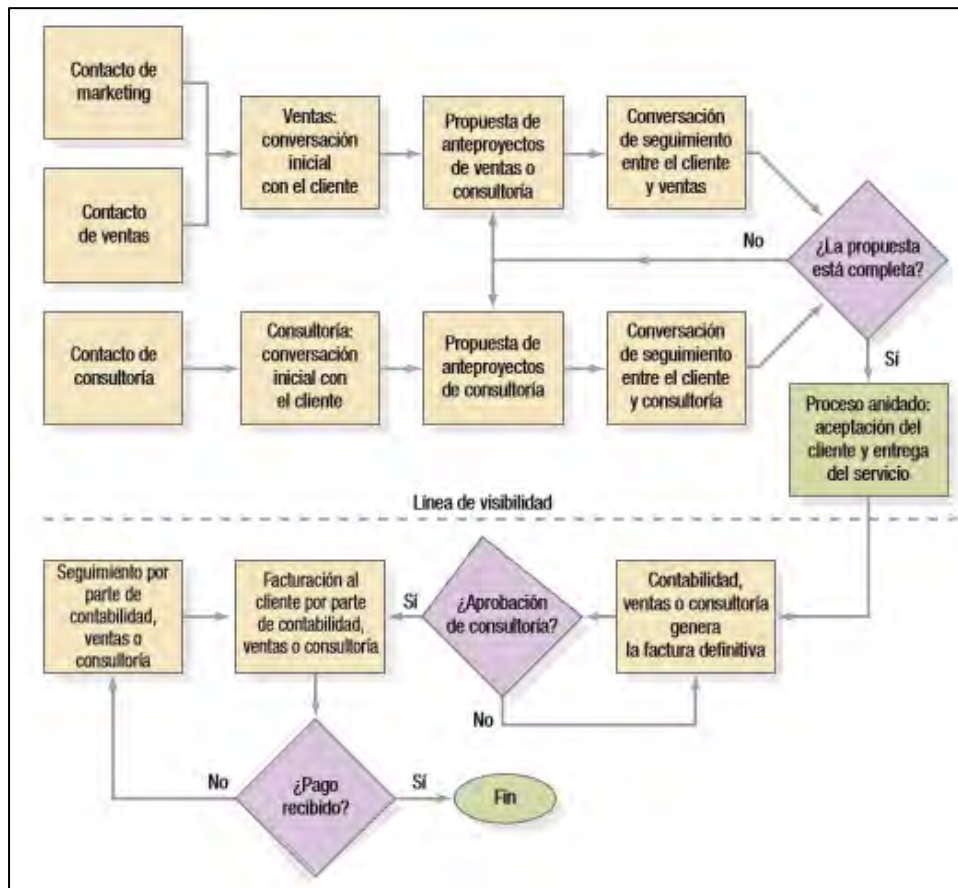 Contacto de
marketing
Ventas:
conversación
inicial
con el cliente
Propuesta de
anteproyectos
de ventas o
consultoría
Conversación
de seguimiento
entre el cliente
y ventas
Contacto
de ventas
No
¿La propuesta
está completa?
Contacto de
consultoría
Consultoría:
conversación
inicial con
el cliente
Propuesta de
anteproyectos
de consultoría
Conversación
de seguimiento
entre el cliente
y consultoría
Sí
Proceso anidado:
aceptación del
cliente y entrega
del servicio
Línea de visibilidad
Seguimiento por
parte de
contabilidad,
ventas o
consultoría
Facturación al
cliente por parte
de contabilidad,
ventas o consultoría
Sí
¿Aprobación
de consultoría?
Contabilidad,
ventas o consultoría
genera
la factura definitiva
No
No
¿Pago
recibido?
Sí
Fin